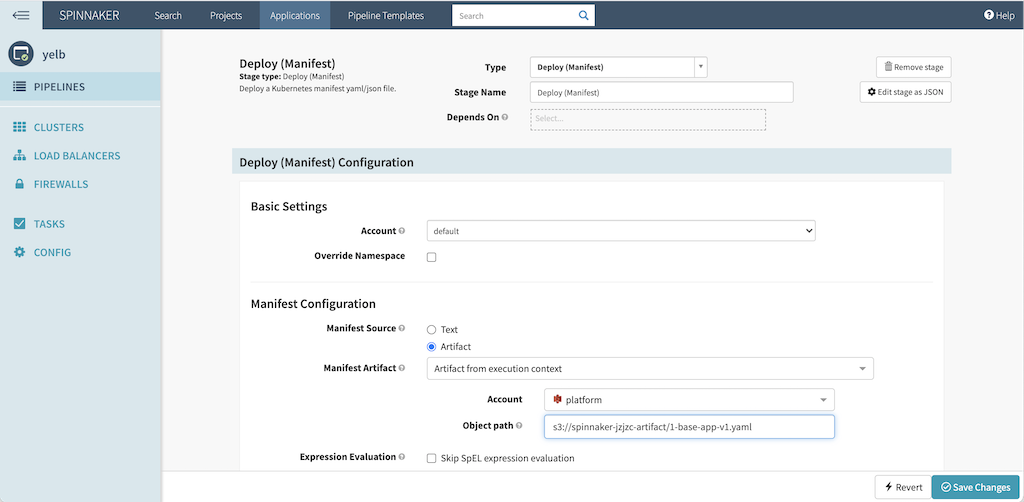 SPINNAKER Search Projects Applications Pipeline Templates Search Help
yelb
PIPELINES
CLUSTERS
LOAD BALANCERS
FIREWALLS
TASKS
CONFIG
Deploy (Manifest)
Stage type: Deploy (Manifest)
Deploy a Kubernetes manifest yaml/json file.
Type Deploy (Manifest)
Stage Name Deploy (Manifest)
Depends On Select...
Remove stage
Edit stage as JSON
Deploy (Manifest) Configuration
Basic Settings
Account default
Override Namespace
Manifest Configuration
Manifest Source Text
Artifact
Manifest Artifact Artifact from execution context
Account platform
Object path s3://spinnaker-jzjzc-artifact/1-base-app-v1.yaml
Expression Evaluation Skip SpEL expression evaluation
Revert Save Changes